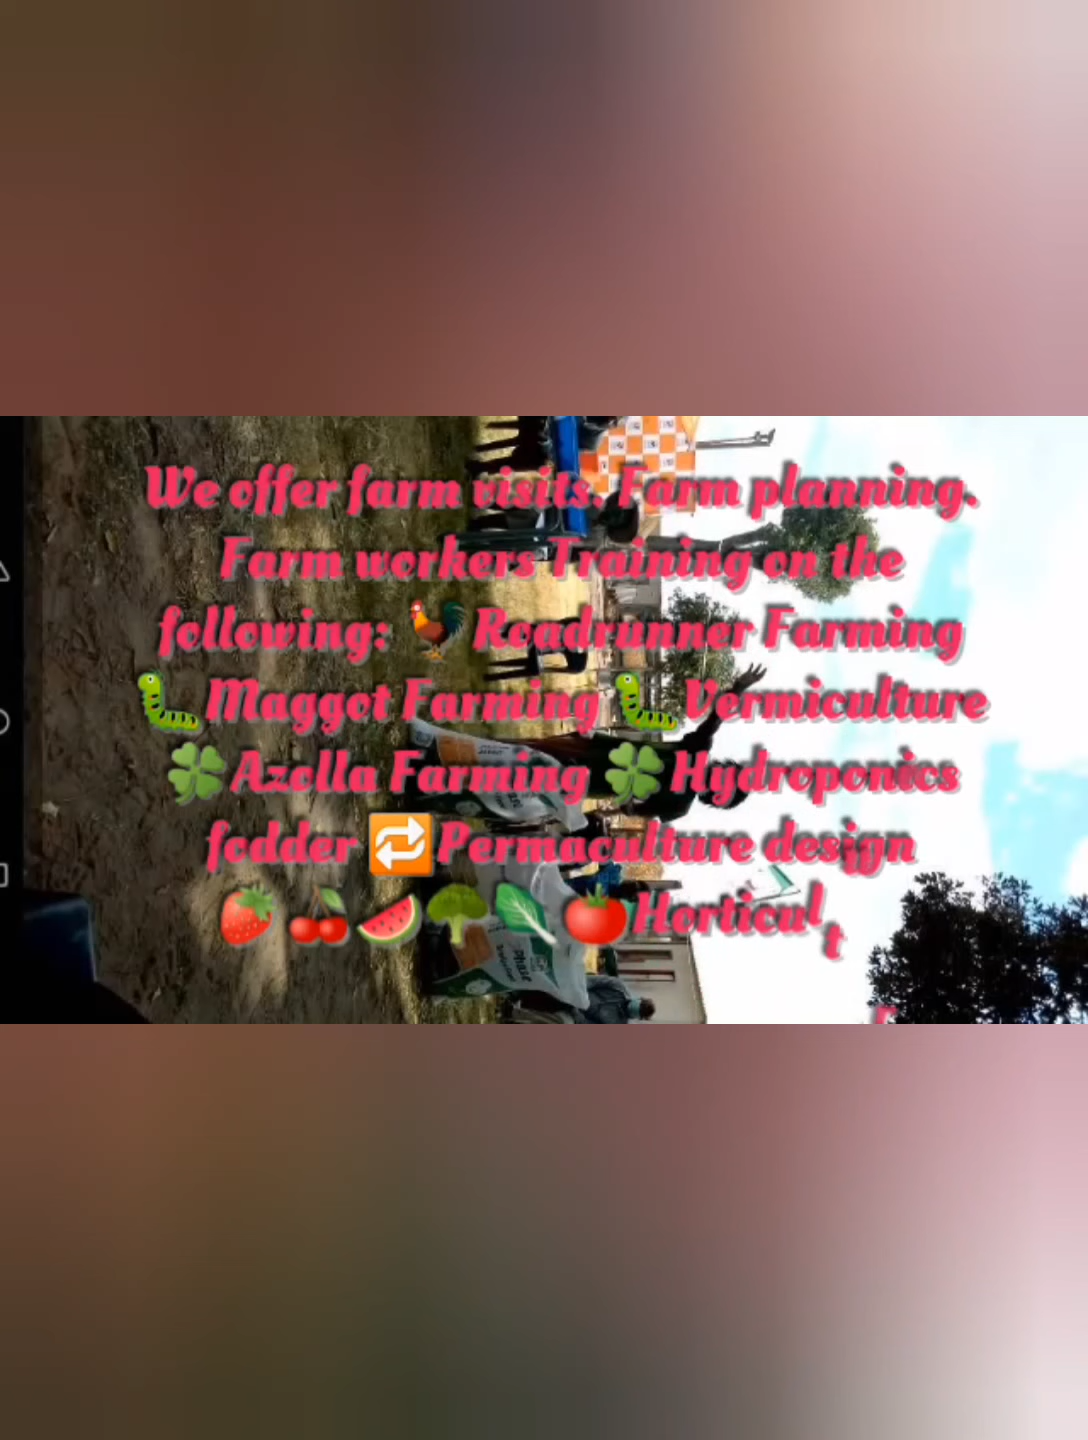 We offer farm visits. Farm planning.
Farm workers Training on the
following: 🐓 Roadrunner Farming
🐛 Maggot Farming 🐛 Vermiculture
🍀 Azolla Farming 🍀 Hydroponics
fodder 🔁 Permaculture design
🍓 🍒 🍉 🥦 🥬 🍅 Horticult
r